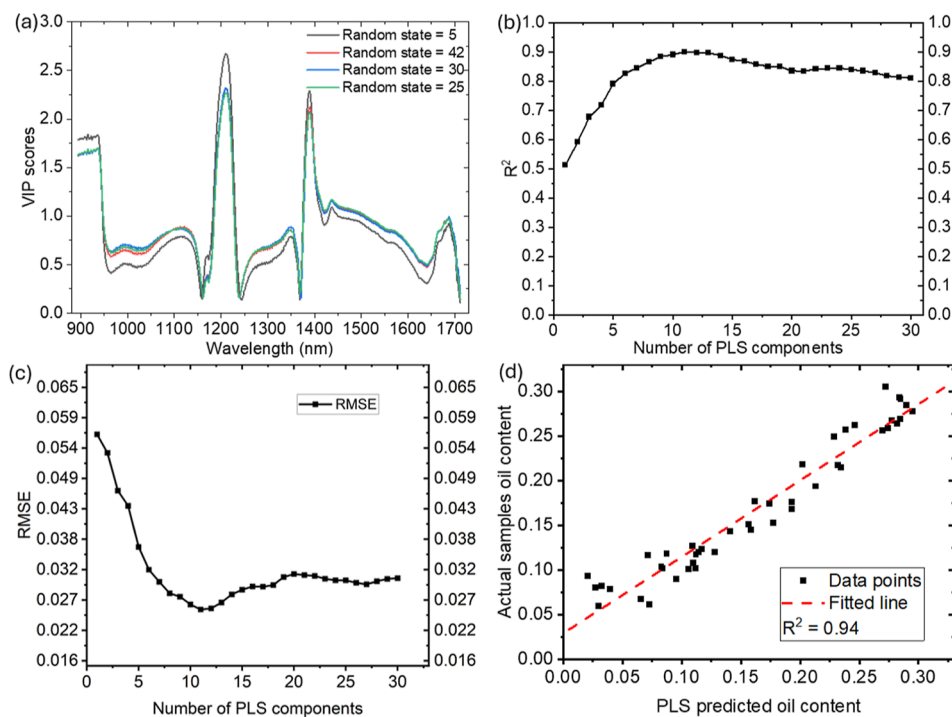 (a)
VIP scores
3.0
2.5
2.0
1.5
1.0
0.5
0.0
Random state = 5
Random state = 42
Random state = 30
Random state = 25
900 1000 1100 1200 1300 1400 1500 1600 1700
Wavelength (nm)
(b)
R²
1.0
0.9
0.8
0.7
0.6
0.5
0.4
0.3
0.2
0.1
0.0
1.0
0.9
0.8
0.7
0.6
0.5
0.4
0.3
0.2
0.1
0.0
0 5 10 15 20 25 30
Number of PLS components
(c)
RMSE
0.065
0.059
0.054
0.049
0.043
0.038
0.032
0.027
0.022
0.016
RMSE
0.065
0.059
0.054
0.049
0.043
0.038
0.032
0.027
0.022
0.016
0 5 10 15 20 25 30
Number of PLS components
(d)
Actual samples oil content
0.30
0.25
0.20
0.15
0.10
0.05
0.00
Data points
Fitted line
R² = 0.94
0.00 0.05 0.10 0.15 0.20 0.25 0.30
PLS predicted oil content